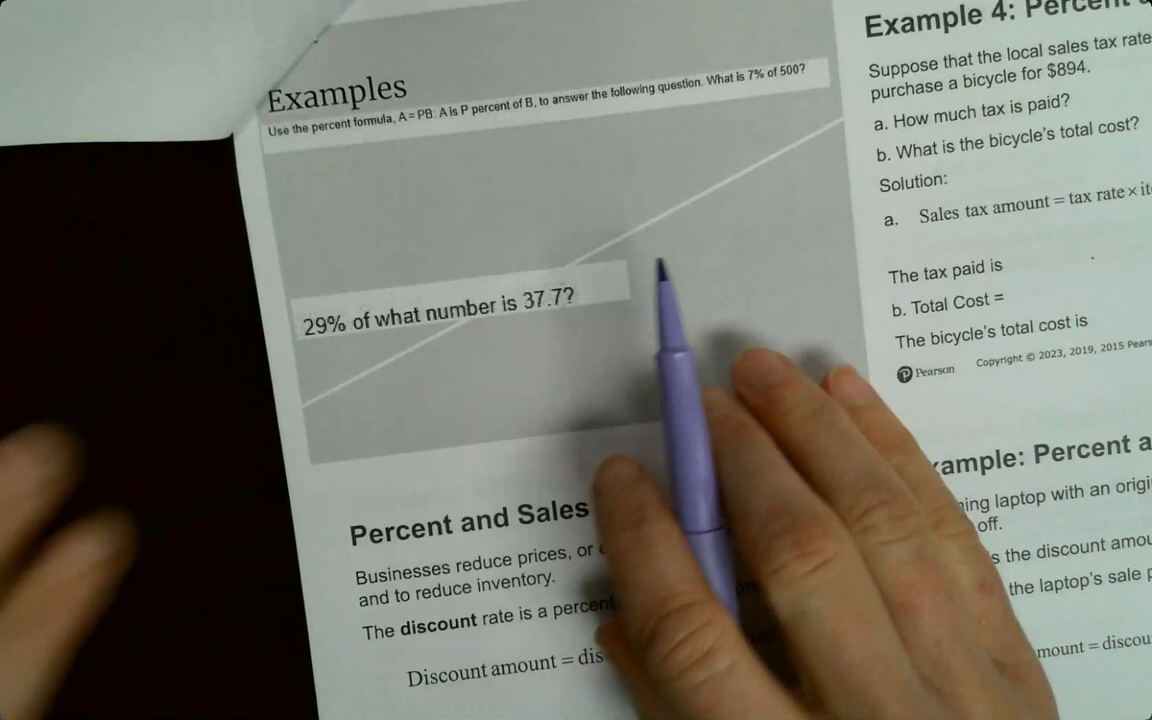 Examples
Use the percent formula, A = PB: A is P percent of B, to answer the following question. What is 7% of 500?
29% of what number is 37.7?
Percent and Sales
Businesses reduce prices, or
and to reduce inventory.
The discount rate is a percent
Discount amount = dis
Example 4: Percent
Suppose that the local sales tax rate
purchase a bicycle for $894.
a. How much tax is paid?
b. What is the bicycle's total cost?
Solution:
a. Sales tax amount = tax rate × it
The tax paid is
b. Total Cost =
The bicycle's total cost is
P Pearson Copyright © 2023, 2019, 2015 Pears
xample: Percent a
ning laptop with an origi
off.
s the discount amou
the laptop's sale p
mount = discou